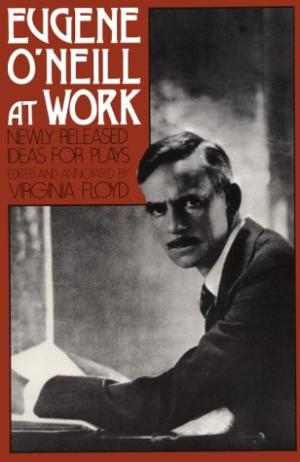 EUGENE
O'NEILL
AT WORK
NEWLY RELEASED
IDEAS FOR PLAYS
EDITED AND ANNOTATED BY
VIRGINIA FLOYD